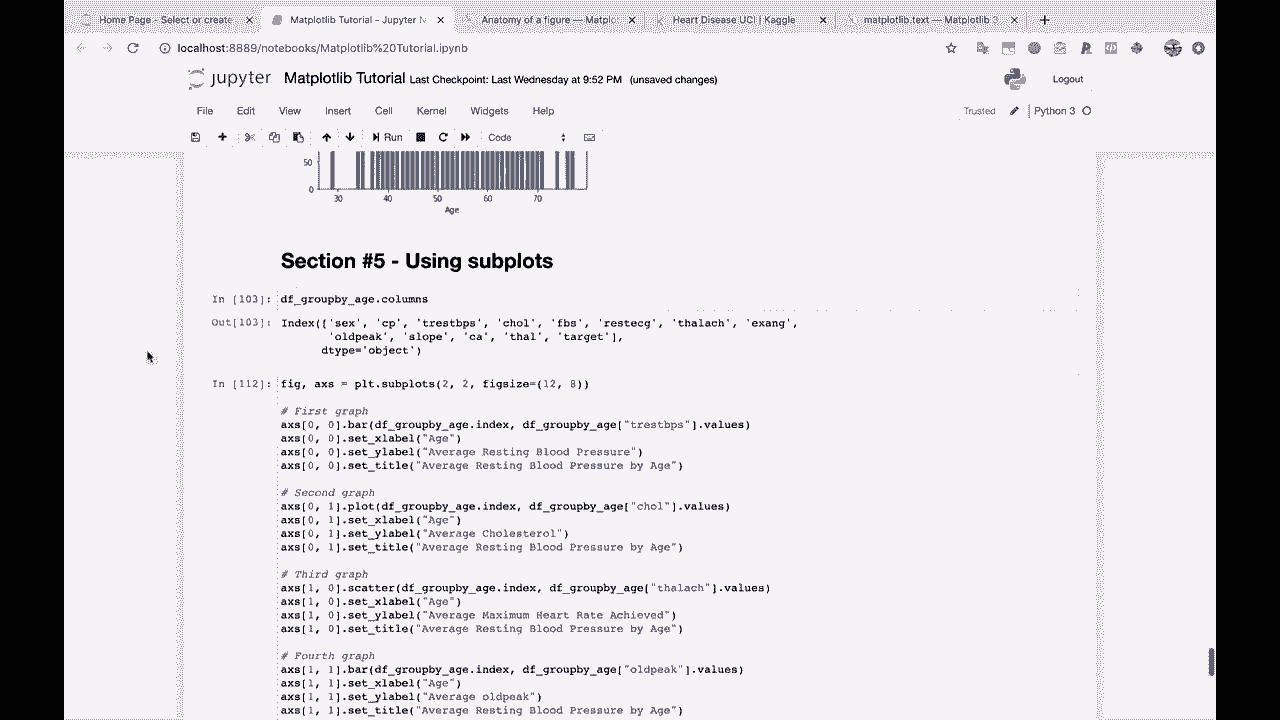 Home Page - Select or create
Matplotlib Tutorial - Jupyter N
Anatomy of a figure — Matplo
Heart Disease UCI | Kaggle
matplotlib.text — Matplotlib 3
localhost:8889/notebooks/Matplotlib%20Tutorial.ipynb
jupyter Matplotlib Tutorial Last Checkpoint: Last Wednesday at 9:52 PM (unsaved changes)
Logout
File Edit View Insert Cell Kernel Widgets Help
Trusted Python 3
Run Code
50
0
30 40 50 60 70
Age
Section #5 - Using subplots
In [103]: df_groupby_age.columns
Out[103]: Index(['sex', 'cp', 'trestbps', 'chol', 'fbs', 'restecg', 'thalach', 'exang',
'oldpeak', 'slope', 'ca', 'thal', 'target'],
dtype='object')
In [112]: fig, axs = plt.subplots(2, 2, figsize=(12, 8))
# First graph
axs[0, 0].bar(df_groupby_age.index, df_groupby_age["trestbps"].values)
axs[0, 0].set_xlabel("Age")
axs[0, 0].set_ylabel("Average Resting Blood Pressure")
axs[0, 0].set_title("Average Resting Blood Pressure by Age")
# Second graph
axs[0, 1].plot(df_groupby_age.index, df_groupby_age["chol"].values)
axs[0, 1].set_xlabel("Age")
axs[0, 1].set_ylabel("Average Cholesterol")
axs[0, 1].set_title("Average Resting Blood Pressure by Age")
# Third graph
axs[1, 0].scatter(df_groupby_age.index, df_groupby_age["thalach"].values)
axs[1, 0].set_xlabel("Age")
axs[1, 0].set_ylabel("Average Maximum Heart Rate Achieved")
axs[1, 0].set_title("Average Resting Blood Pressure by Age")
# Fourth graph
axs[1, 1].bar(df_groupby_age.index, df_groupby_age["oldpeak"].values)
axs[1, 1].set_xlabel("Age")
axs[1, 1].set_ylabel("Average oldpeak")
axs[1, 1].set_title("Average Resting Blood Pressure by Age")